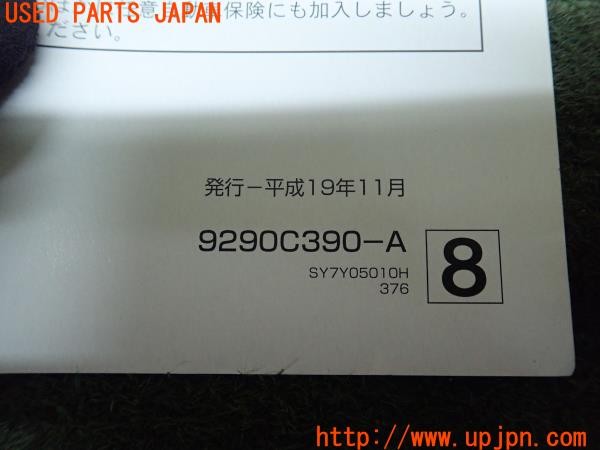 USED PARTS JAPAN
保険にも加入しましょう。
ださい。
発行－平成19年11月
9290C390－A
8
SY7Y05010H
376
http://www.upjpn.com